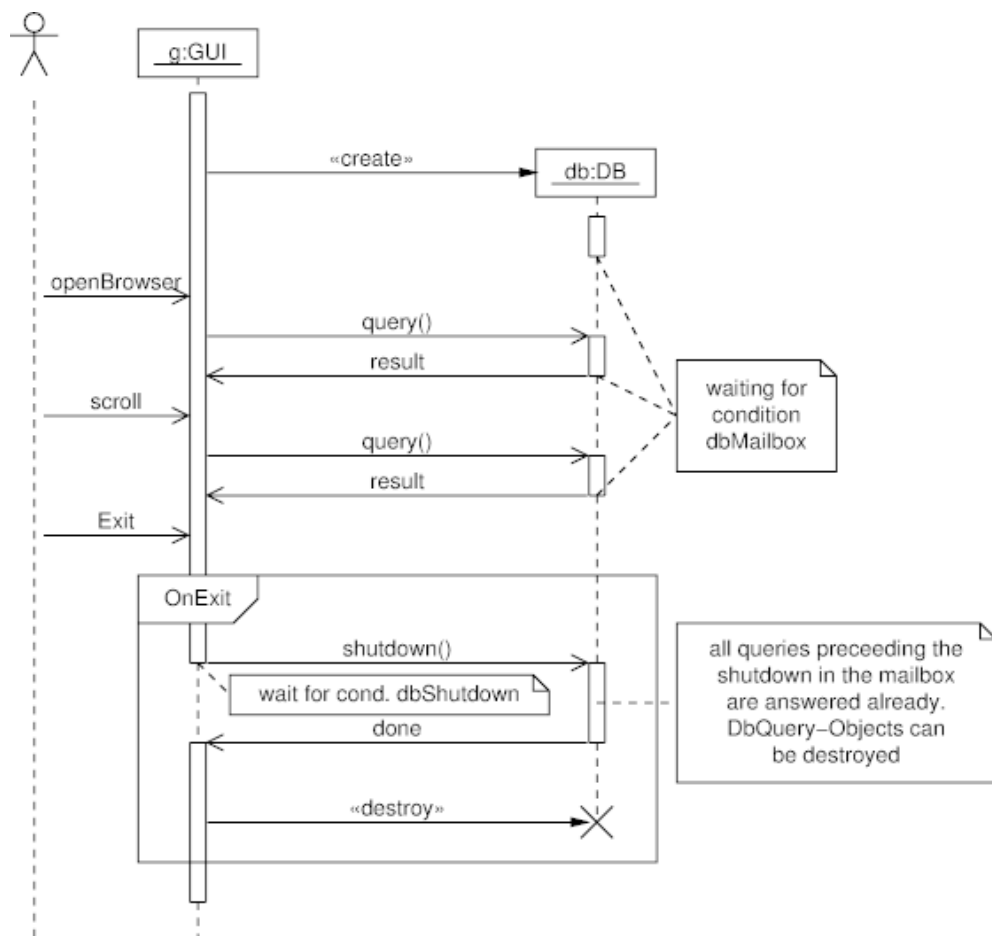 g:GUI
«create»
db:DB
openBrowser
query()
result
scroll
waiting for
condition
dbMailbox
query()
result
Exit
OnExit
shutdown()
wait for cond. dbShutdown
done
all queries preceeding the
shutdown in the mailbox
are answered already.
DbQuery−Objects can
be destroyed
«destroy»